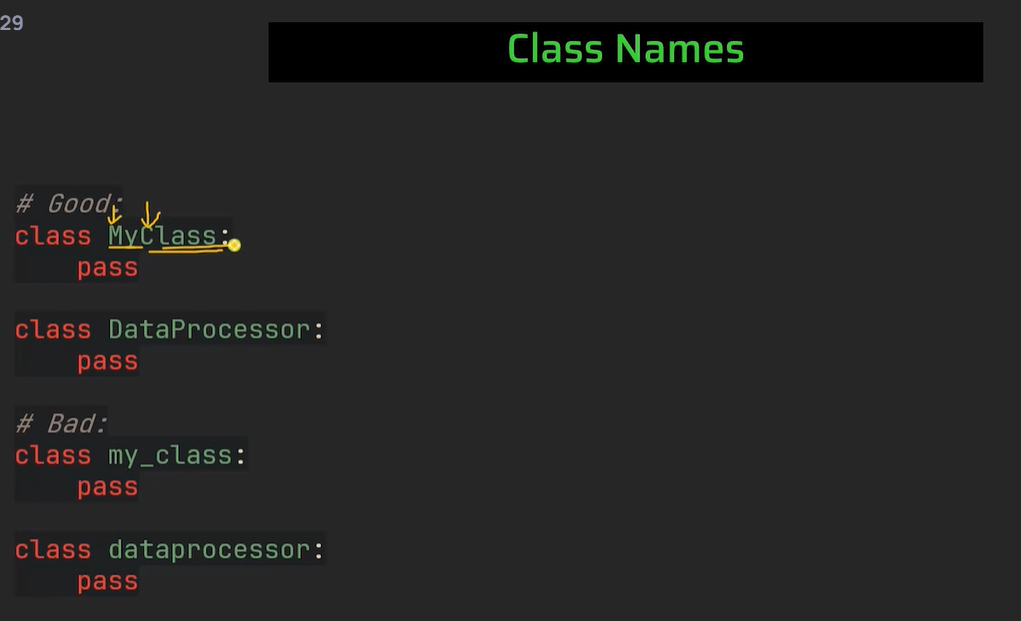 29
Class Names
# Good:
class MyClass:
    pass
class DataProcessor:
    pass
# Bad:
class my_class:
    pass
class dataprocessor:
    pass